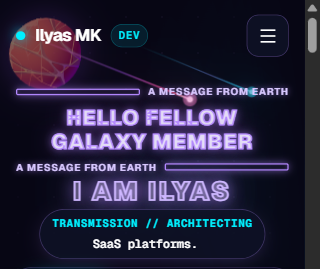 Ilyas MK DEV
A MESSAGE FROM EARTH
HELLO FELLOW
GALAXY MEMBER
A MESSAGE FROM EARTH
I AM ILYAS
TRANSMISSION // ARCHITECTING
SaaS platforms.